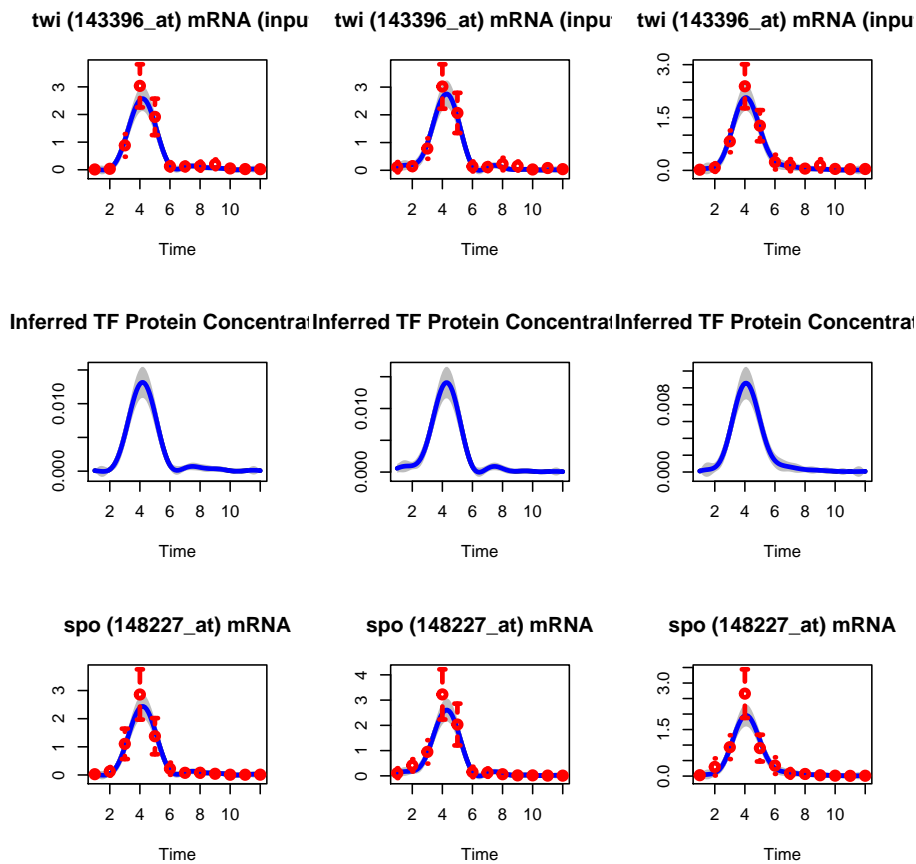 twi (143396_at) mRNA (inpu twi (143396_at) mRNA (inpu twi (143396_at) mRNA (inpu
3 3 3.0
2 2
1 1 1.5
0 0 0.0
2 4 6 8 10 2 4 6 8 10 2 4 6 8 10
Time Time Time
Inferred TF Protein Concentrat Inferred TF Protein Concentrat Inferred TF Protein Concentrat
0.010 0.010 0.008
0.000 0.000 0.000
2 4 6 8 10 2 4 6 8 10 2 4 6 8 10
Time Time Time
spo (148227_at) mRNA spo (148227_at) mRNA spo (148227_at) mRNA
3 4 3.0
2 3
1 2 1.5
0 1 0.0
0
2 4 6 8 10 2 4 6 8 10 2 4 6 8 10
Time Time Time